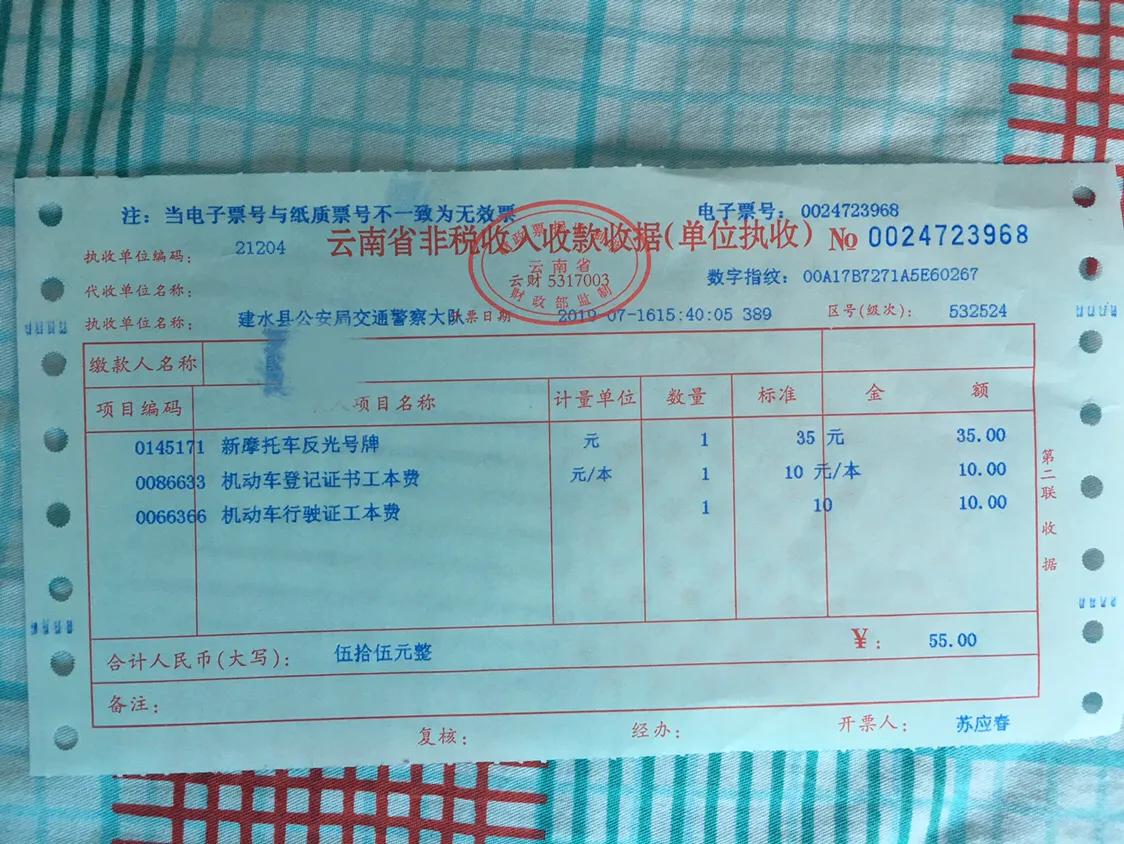 注：当电子票号与纸质票号不一致为无效票 电子票号：0024723968
执收单位编码： 21204 云南省非税收入收款收据(单位执收) № 0024723968
云南省
云财 5317003
财政部监制
代收单位名称： 数字指纹：00A17B7271A5E60267
执收单位名称： 建水县公安局交通警察大队 票日期 2019-07-1615:40:05 389 区号(级次)： 532524
缴款人名称
项目编码 项目名称 计量单位 数量 标准 金 额
0145171 新摩托车反光号牌 元 1 35 元 35.00
0086633 机动车登记证书工本费 元/本 1 10 元/本 10.00
0066366 机动车行驶证工本费 1 10 10.00
第二联 收据
合计人民币(大写)： 伍拾伍元整 ¥： 55.00
备注：
复核： 经办： 开票人： 苏应春